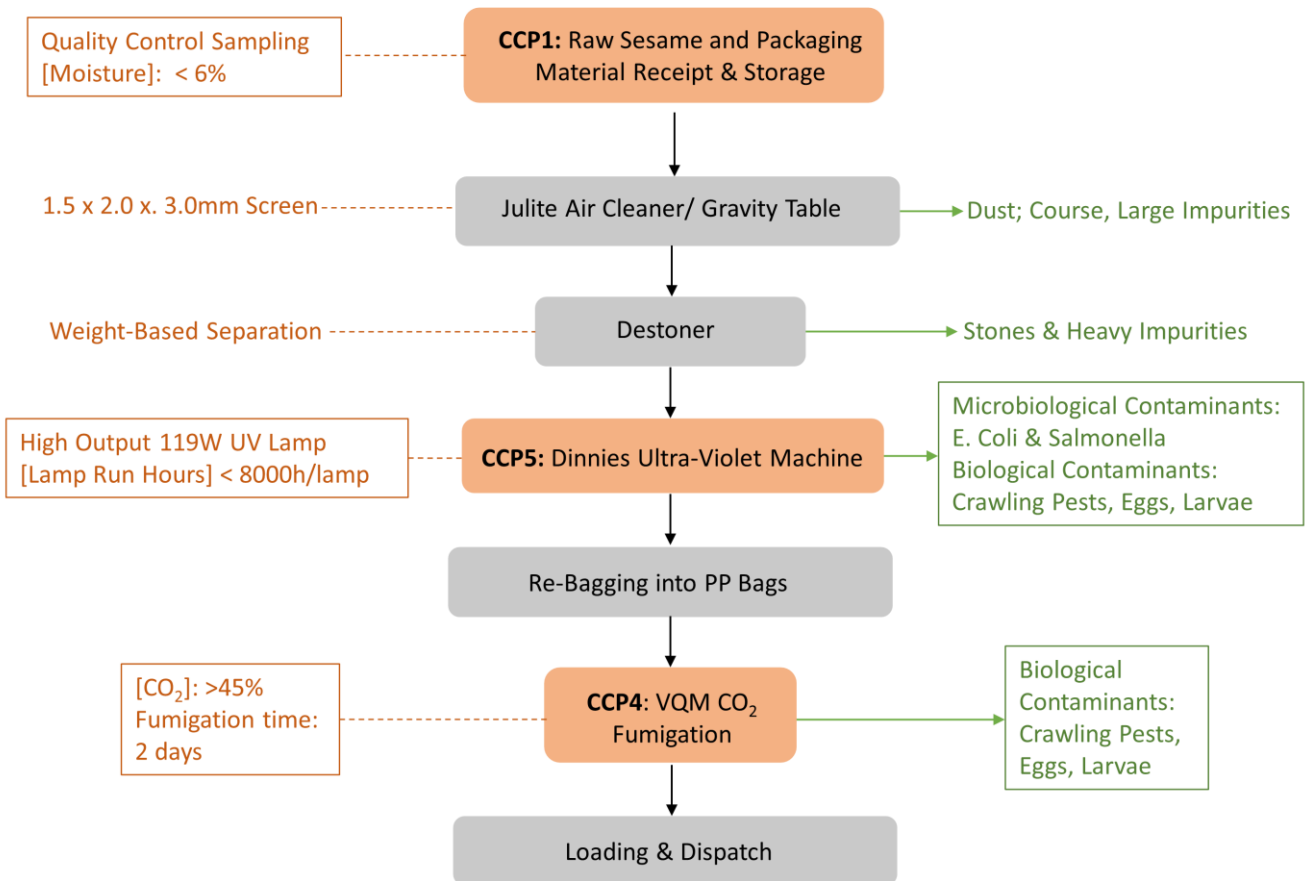 Quality Control Sampling
[Moisture]:  < 6%
CCP1: Raw Sesame and Packaging
Material Receipt & Storage
1.5 x 2.0 x. 3.0mm Screen
Julite Air Cleaner/ Gravity Table
Dust; Course, Large Impurities
Weight-Based Separation
Destoner
Stones & Heavy Impurities
High Output 119W UV Lamp
[Lamp Run Hours] < 8000h/lamp
CCP5: Dinnies Ultra-Violet Machine
Microbiological Contaminants:
E. Coli & Salmonella
Biological Contaminants:
Crawling Pests, Eggs, Larvae
Re-Bagging into PP Bags
[CO₂]: >45%
Fumigation time:
2 days
CCP4: VQM CO₂
Fumigation
Biological
Contaminants:
Crawling Pests,
Eggs, Larvae
Loading & Dispatch